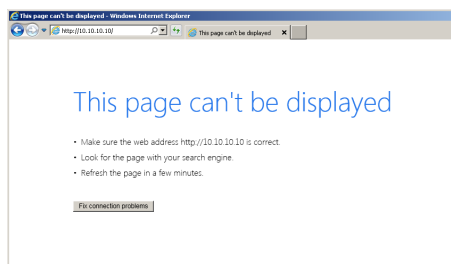 This page can't be displayed - Windows Internet Explorer
http://10.10.10.10/
This page can't be displayed
This page can't be displayed
• Make sure the web address http://10.10.10.10 is correct.
• Look for the page with your search engine.
• Refresh the page in a few minutes.
Fix connection problems